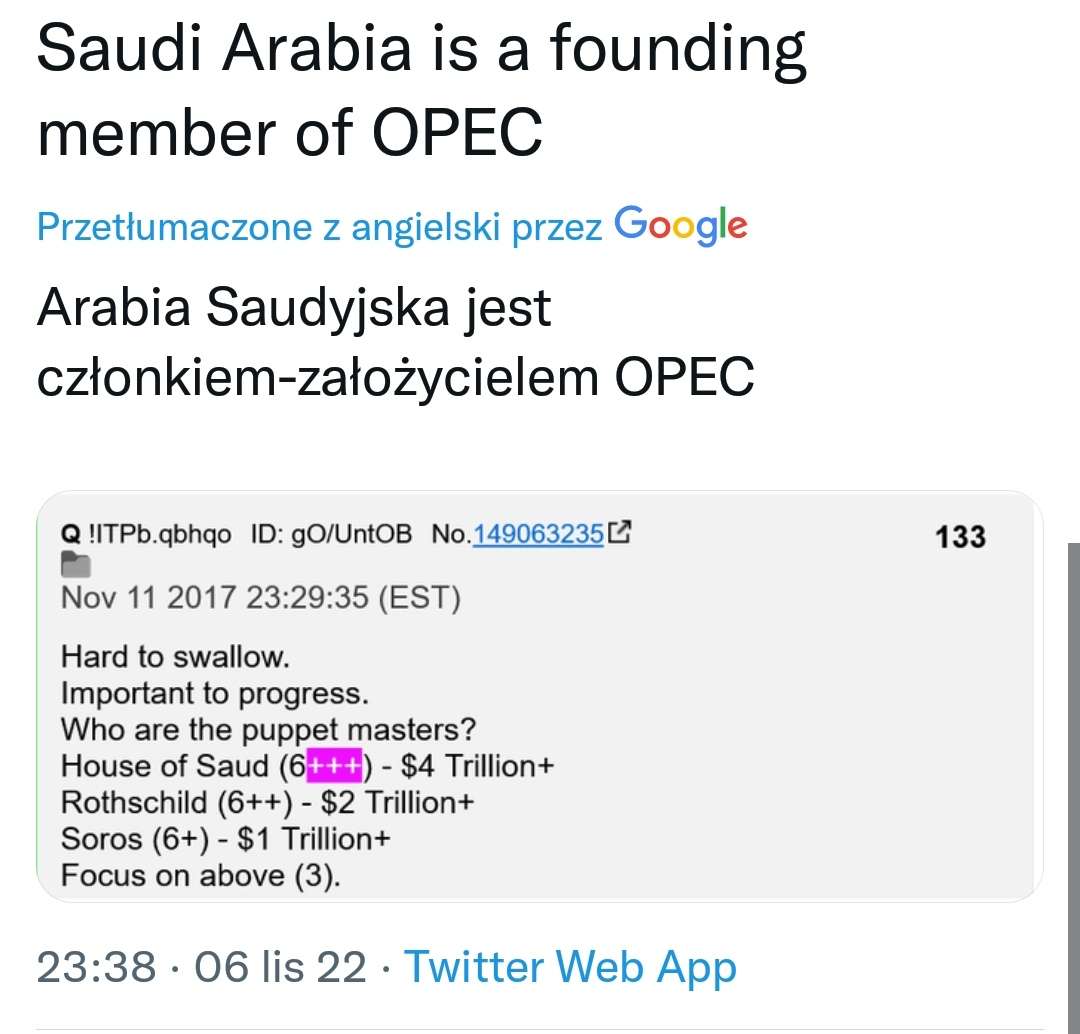 Saudi Arabia is a founding
member of OPEC
Przetłumaczone z angielski przez Google
Arabia Saudyjska jest
członkiem-założycielem OPEC
Q !ITPb.qbhqo ID: gO/UntOB No.149063235 133
Nov 11 2017 23:29:35 (EST)
Hard to swallow.
Important to progress.
Who are the puppet masters?
House of Saud (6+++) - $4 Trillion+
Rothschild (6++) - $2 Trillion+
Soros (6+) - $1 Trillion+
Focus on above (3).
23:38 · 06 lis 22 · Twitter Web App